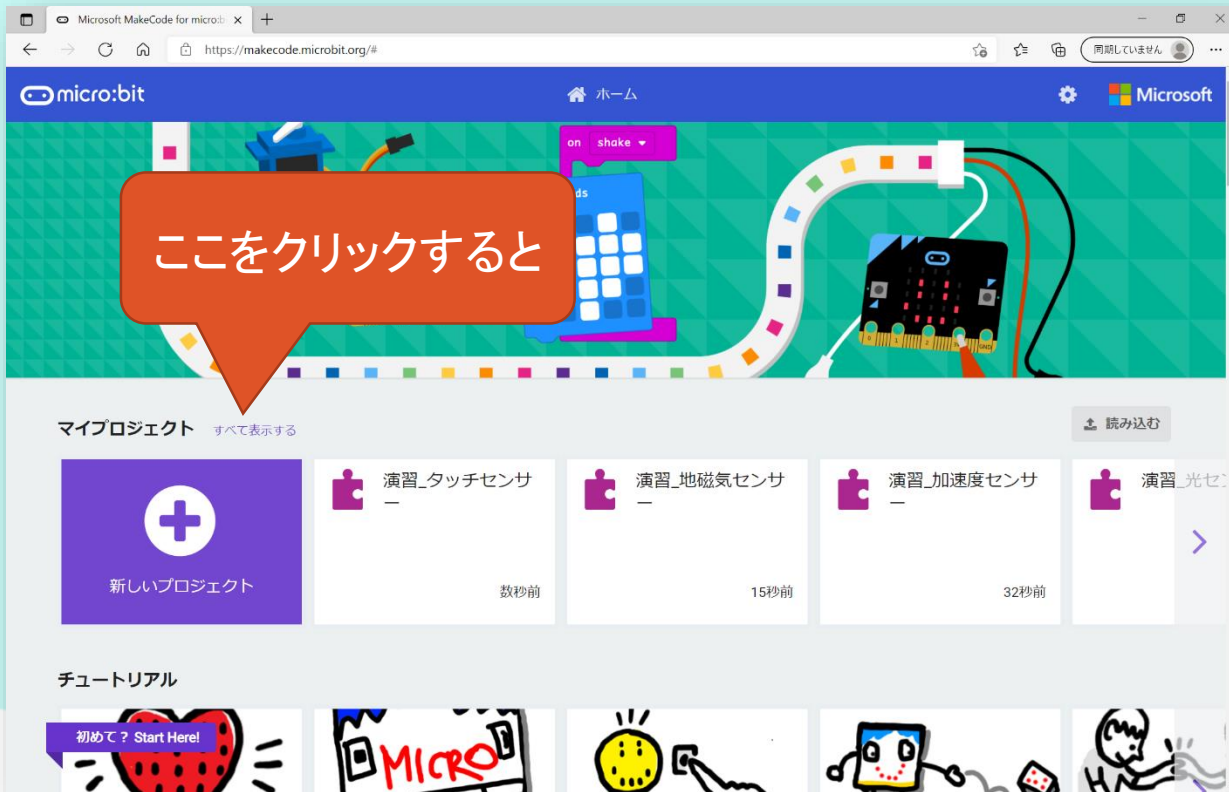 Microsoft MakeCode for micro:b
https://makecode.microbit.org/#
同期していません
micro:bit
ホーム
Microsoft
on shake
ds
ここをクリックすると
0 1 2 GND
マイプロジェクト すべて表示する
読み込む
新しいプロジェクト
演習_タッチセンサー
数秒前
演習_地磁気センサー
15秒前
演習_加速度センサー
32秒前
演習_光セン
チュートリアル
初めて？ Start Here!
MICRO